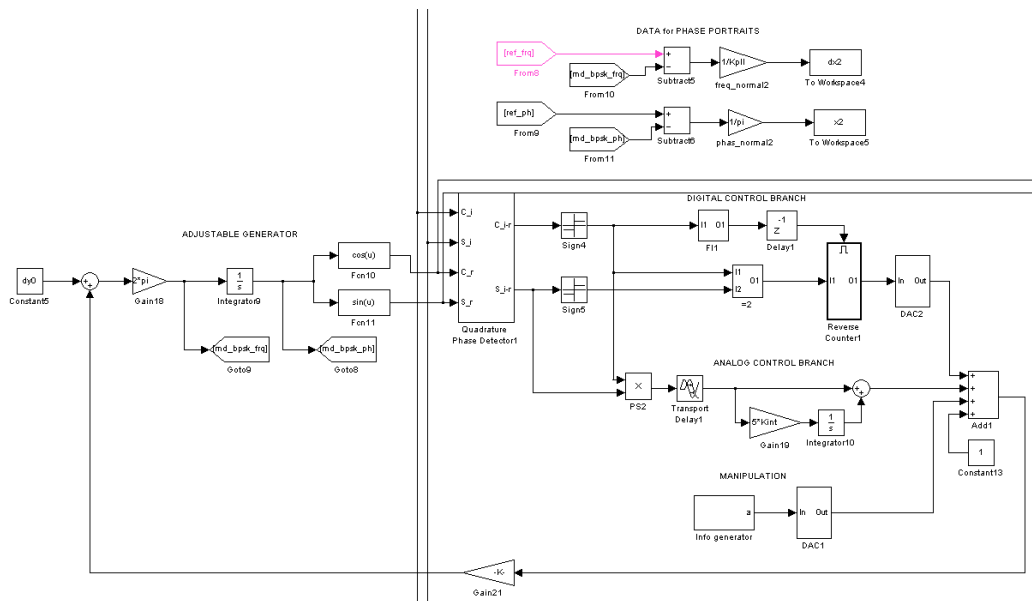 DATA for PHASE PORTRAITS
[ref_frq]
From8
[md_bpsk_frq]
From10
+
−
Subtract5
1/Kpll
freq_normal2
dx2
To Workspace4
[ref_ph]
From9
[md_bpsk_ph]
From11
+
−
Subtract6
1/pi
phas_normal2
x2
To Workspace5
ADJUSTABLE GENERATOR
dy0
Constant5
+
+
2*pi
Gain18
1
s
Integrator9
cos(u)
Fcn10
sin(u)
Fcn11
[md_bpsk_frq]
Goto9
[md_bpsk_ph]
Goto8
C_i
S_i
C_r
S_r
C_i-r
S_i-r
Quadrature
Phase Detector1
DIGITAL CONTROL BRANCH
Sign4
Sign5
I1 O1
FI1
-1
Z
Delay1
I1
I2
O1
=2
I1 O1
Reverse
Counter1
In Out
DAC2
ANALOG CONTROL BRANCH
×
PS2
Transport
Delay1
5*Kint
Gain19
1
s
Integrator10
+
+
+
+
+
+
Add1
1
Constant13
MANIPULATION
a
Info generator
In Out
DAC1
-K-
Gain21